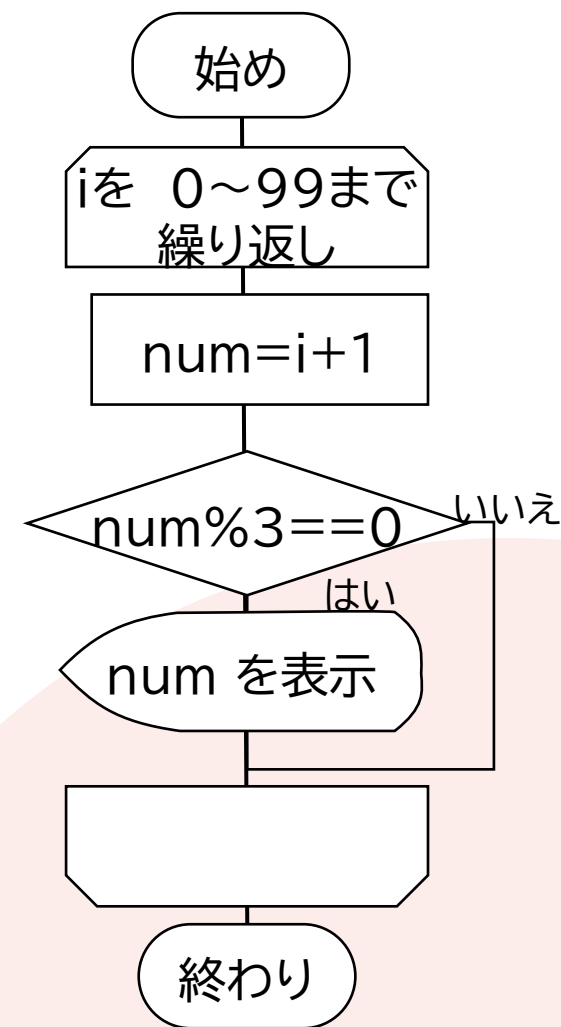 始め
iを　0～99まで
繰り返し
num=i+1
num%3==0
いいえ
はい
num を表示
終わり